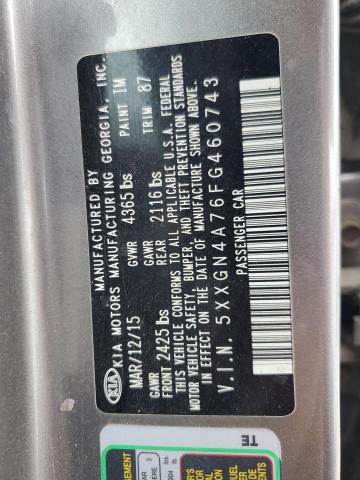 MANUFACTURED BY
KIA KIA MOTORS MANUFACTURING GEORGIA, INC.
MAR/12/15 GVWR 4365 lbs PAINT IM
GAWR FRONT 2425 lbs GAWR REAR 2116 lbs TRIM 87
THIS VEHICLE CONFORMS TO ALL APPLICABLE U.S.A. FEDERAL
MOTOR VEHICLE SAFETY, BUMPER, AND THEFT PREVENTION STANDARDS
IN EFFECT ON THE DATE OF MANUFACTURE SHOWN ABOVE.
V.I.N. 5XXGN4A76FG460743
PASSENGER CAR
TE